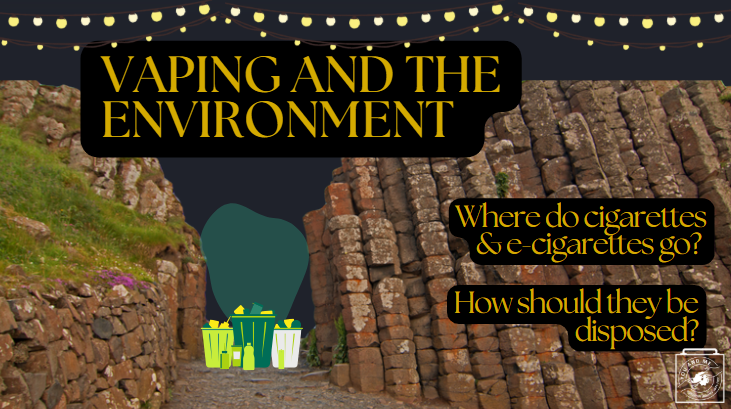 VAPING AND THE
ENVIRONMENT
Where do cigarettes
& e-cigarettes go?
How should they be
disposed?